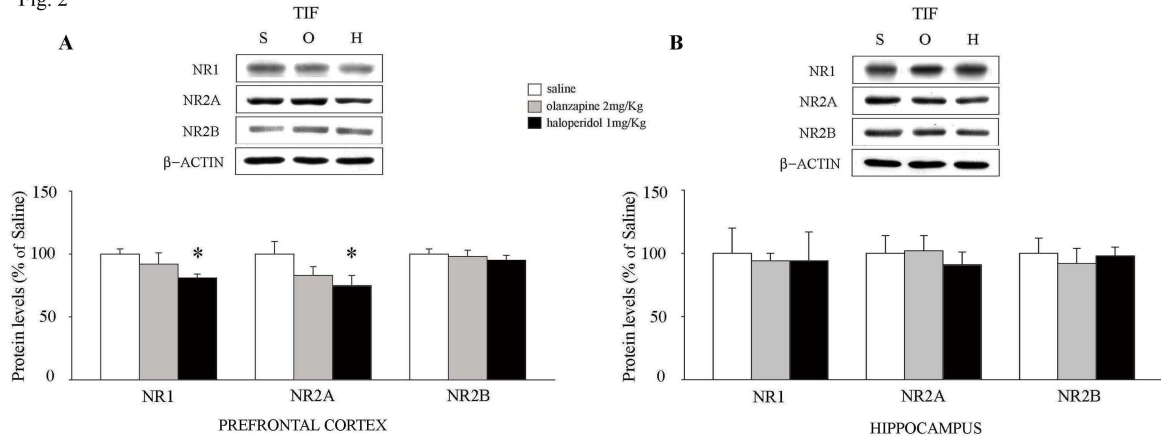 Fig. 2
A
TIF
S O H
NR1
NR2A
NR2B
β-ACTIN
saline
olanzapine 2mg/Kg
haloperidol 1mg/Kg
Protein levels (% of Saline)
150
100
50
0
* *
NR1 NR2A NR2B
PREFRONTAL CORTEX
B
TIF
S O H
NR1
NR2A
NR2B
β-ACTIN
Protein levels (% of Saline)
150
100
50
0
NR1 NR2A NR2B
HIPPOCAMPUS